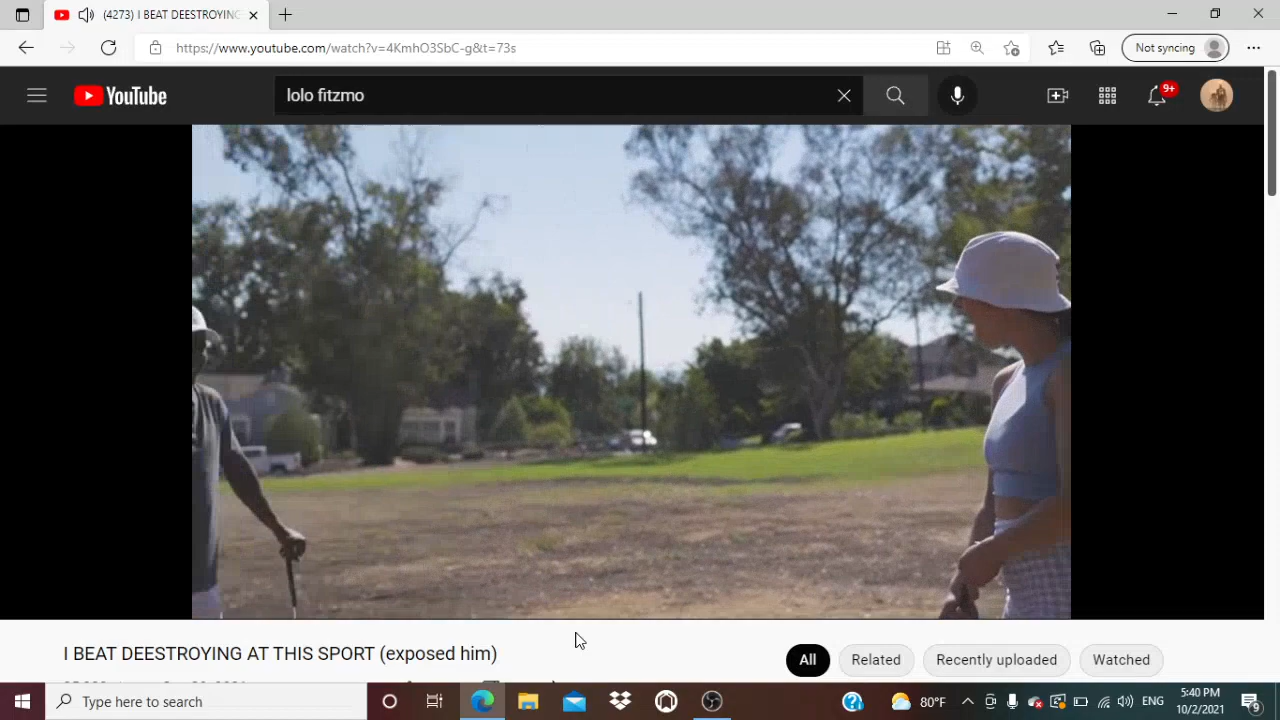 (4273) I BEAT DEESTROYING
https://www.youtube.com/watch?v=4KmhO3SbC-g&t=73s
Not syncing
YouTube
lolo fitzmo
9+
I BEAT DEESTROYING AT THIS SPORT (exposed him)
All
Related
Recently uploaded
Watched
Type here to search
80°F
ENG
5:40 PM
10/2/2021
9